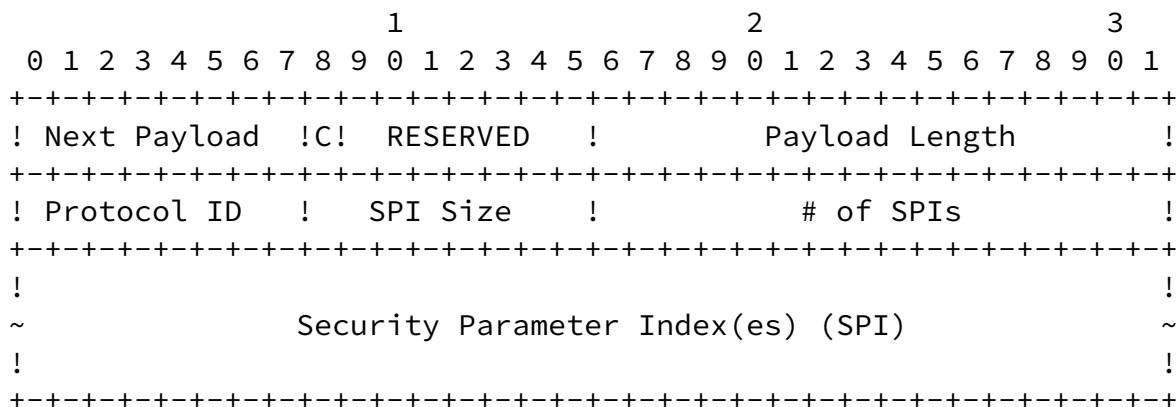 1                   2                   3
 0 1 2 3 4 5 6 7 8 9 0 1 2 3 4 5 6 7 8 9 0 1 2 3 4 5 6 7 8 9 0 1
+-+-+-+-+-+-+-+-+-+-+-+-+-+-+-+-+-+-+-+-+-+-+-+-+-+-+-+-+-+-+-+-+
! Next Payload  !C!  RESERVED   !         Payload Length        !
+-+-+-+-+-+-+-+-+-+-+-+-+-+-+-+-+-+-+-+-+-+-+-+-+-+-+-+-+-+-+-+-+
! Protocol ID   !   SPI Size    !           # of SPIs           !
+-+-+-+-+-+-+-+-+-+-+-+-+-+-+-+-+-+-+-+-+-+-+-+-+-+-+-+-+-+-+-+-+
!                                                               !
~               Security Parameter Index(es) (SPI)              ~
!                                                               !
+-+-+-+-+-+-+-+-+-+-+-+-+-+-+-+-+-+-+-+-+-+-+-+-+-+-+-+-+-+-+-+-+